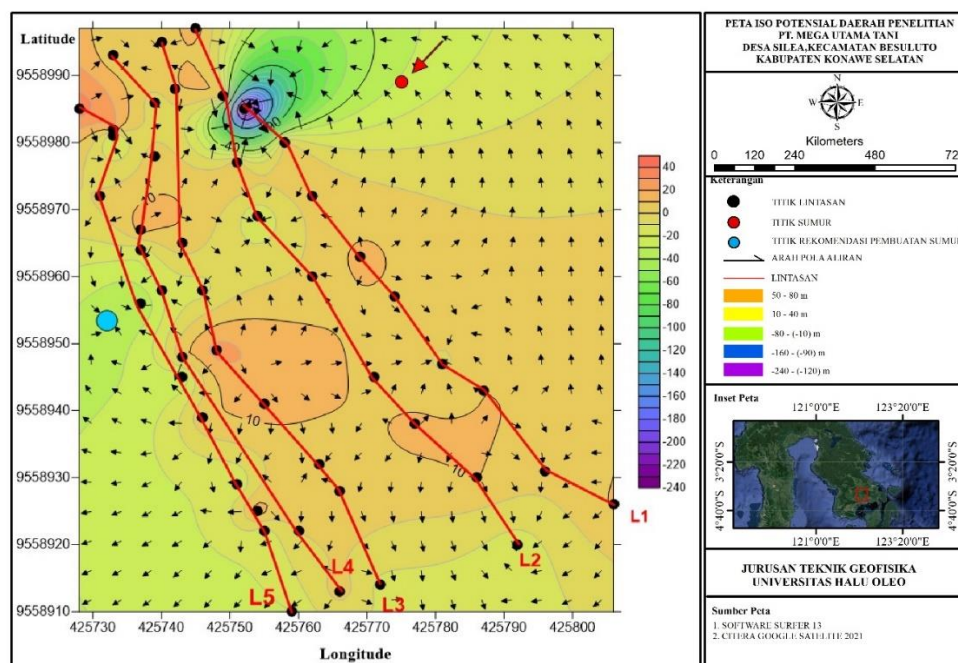 Latitude
9558990
9558980
9558970
9558960
9558950
9558940
9558930
9558920
9558910
425730 425740 425750 425760 425770 425780 425790 425800
Longitude
10
10
10
L1
L2
L3
L4
L5
40
20
0
-20
-40
-60
-80
-100
-120
-140
-160
-180
-200
-220
-240
PETA ISO POTENSIAL DAERAH PENELITIAN
PT. MEGA UTAMA TANI
DESA SILEA,KECAMATAN BESULUTO
KABUPATEN KONAWE SELATAN
N
W E
S
Kilometers
0 120 240 480 72
Keterangan
TITIK LINTASAN
TITIK SUMUR
TITIK REKOMENDASI PEMBUATAN SUMUR
ARAH POLA ALIRAN
LINTASAN
50 - 80 m
10 - 40 m
-80 - (-10) m
-160 - (-90) m
-240 - (-120) m
Inset Peta
121°0'0"E 123°20'0"E
3°20'0"S
4°40'0"S
3°20'0"S
4°40'0"S
121°0'0"E 123°20'0"E
JURUSAN TEKNIK GEOFISIKA
UNIVERSITAS HALU OLEO
Sumber Peta
1. SOFTWARE SURFER 13
2. CITERA GOOGLE SATELITE 2021